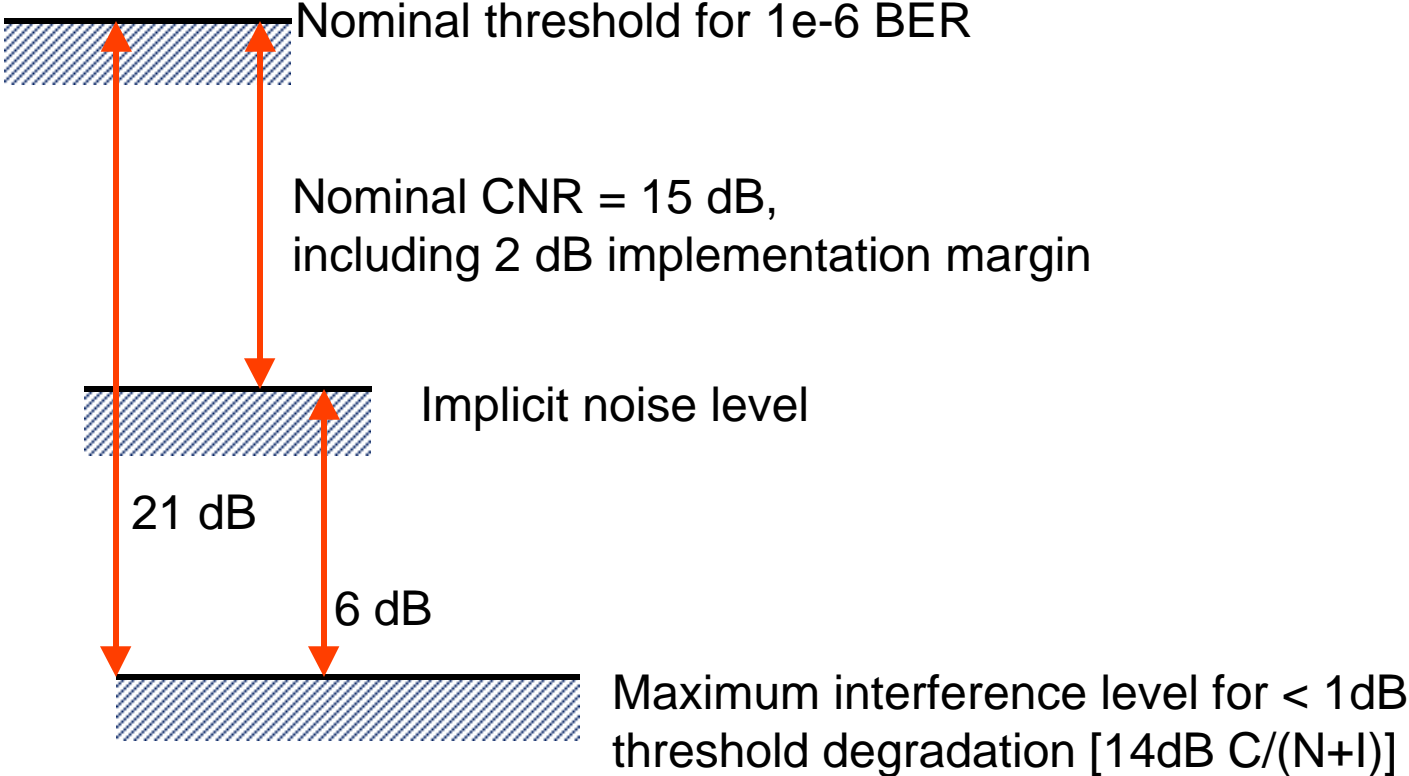 Nominal threshold for 1e-6 BER
Nominal CNR = 15 dB,
including 2 dB implementation margin
Implicit noise level
21 dB
6 dB
Maximum interference level for < 1dB
threshold degradation [14dB C/(N+I)]